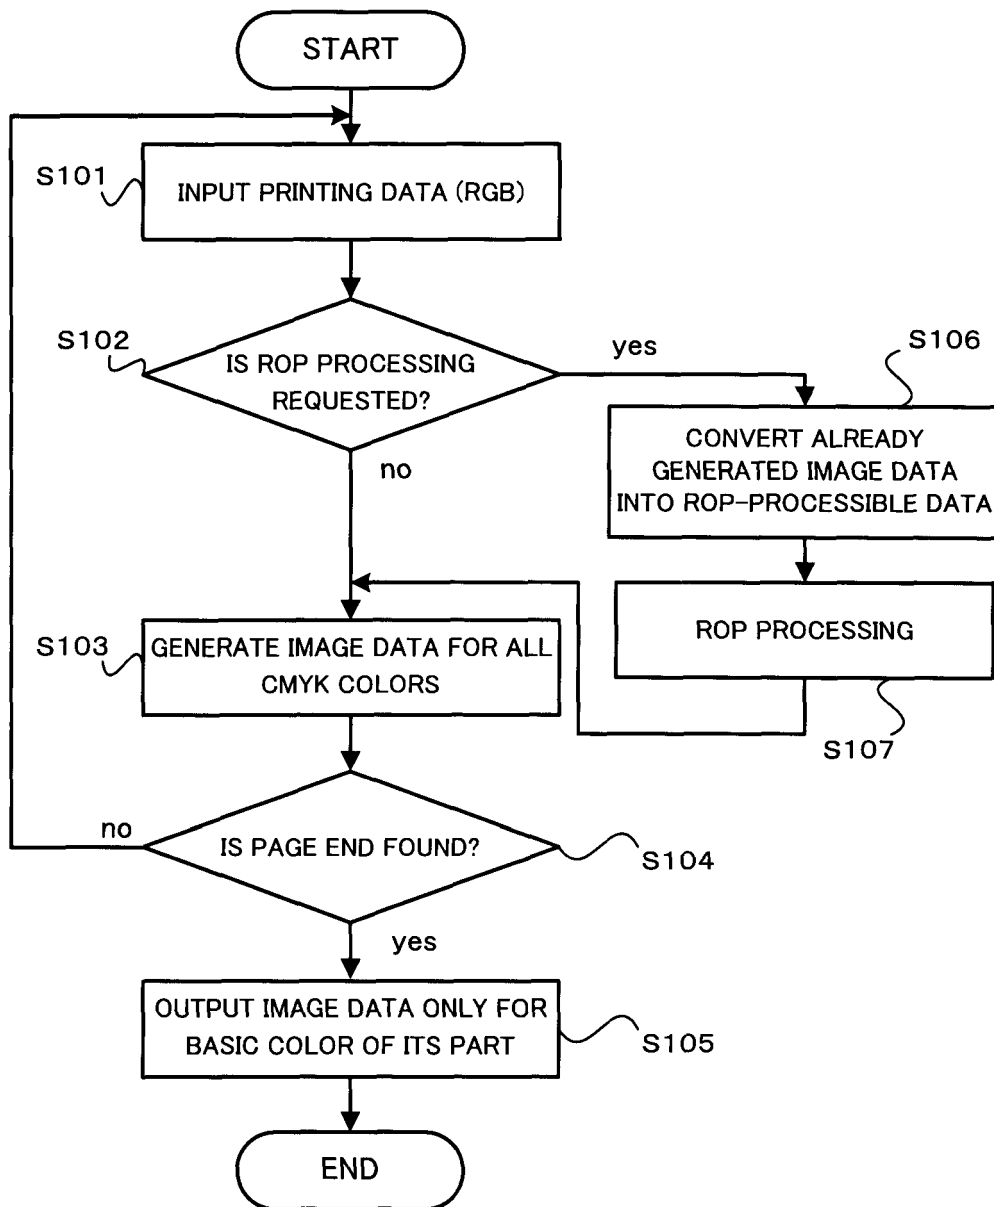 START
S101
INPUT PRINTING DATA (RGB)
S102
IS ROP PROCESSING
REQUESTED?
yes
no
S106
CONVERT ALREADY
GENERATED IMAGE DATA
INTO ROP-PROCESSIBLE DATA
ROP PROCESSING
S107
S103
GENERATE IMAGE DATA FOR ALL
CMYK COLORS
no
IS PAGE END FOUND?
S104
yes
OUTPUT IMAGE DATA ONLY FOR
BASIC COLOR OF ITS PART
S105
END